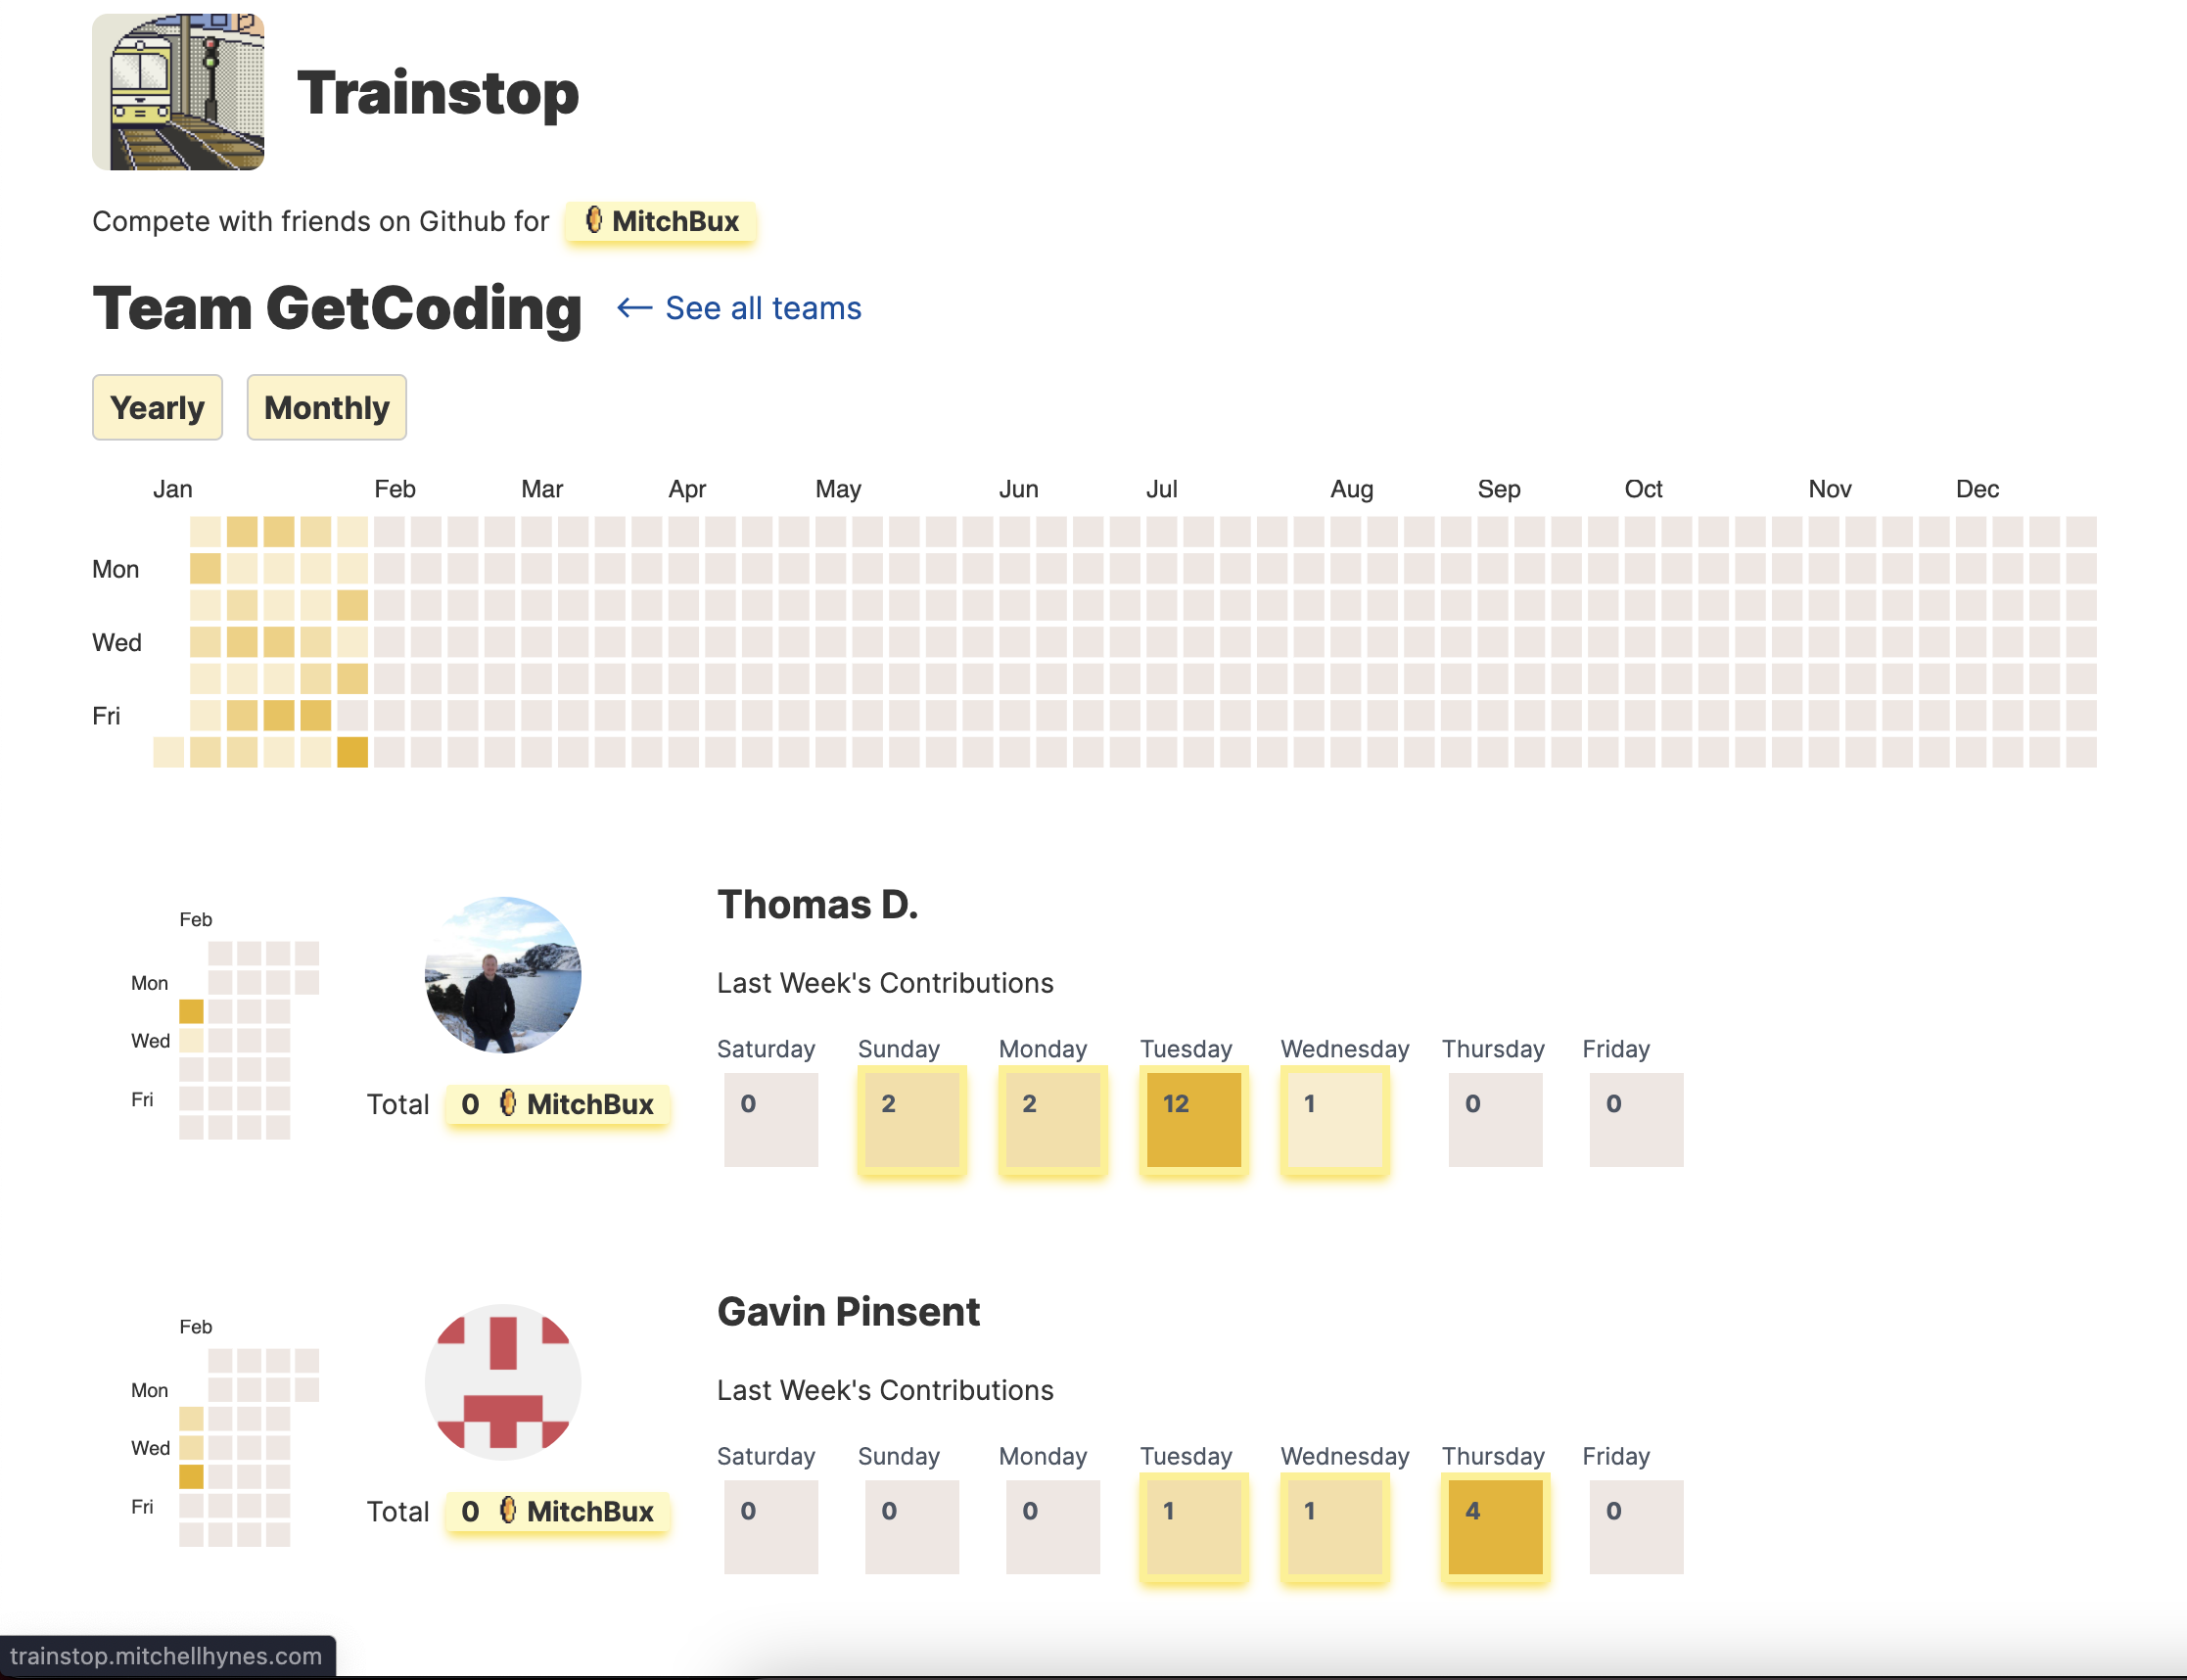 Trainstop
Compete with friends on Github for MitchBux
Team GetCoding ← See all teams
Yearly Monthly
Jan Feb Mar Apr May Jun Jul Aug Sep Oct Nov Dec
Mon
Wed
Fri
Feb
Mon
Wed
Fri
Total 0 MitchBux
Thomas D.
Last Week's Contributions
Saturday Sunday Monday Tuesday Wednesday Thursday Friday
0 2 2 12 1 0 0
Feb
Mon
Wed
Fri
Total 0 MitchBux
Gavin Pinsent
Last Week's Contributions
Saturday Sunday Monday Tuesday Wednesday Thursday Friday
0 0 0 1 1 4 0
trainstop.mitchellhynes.com